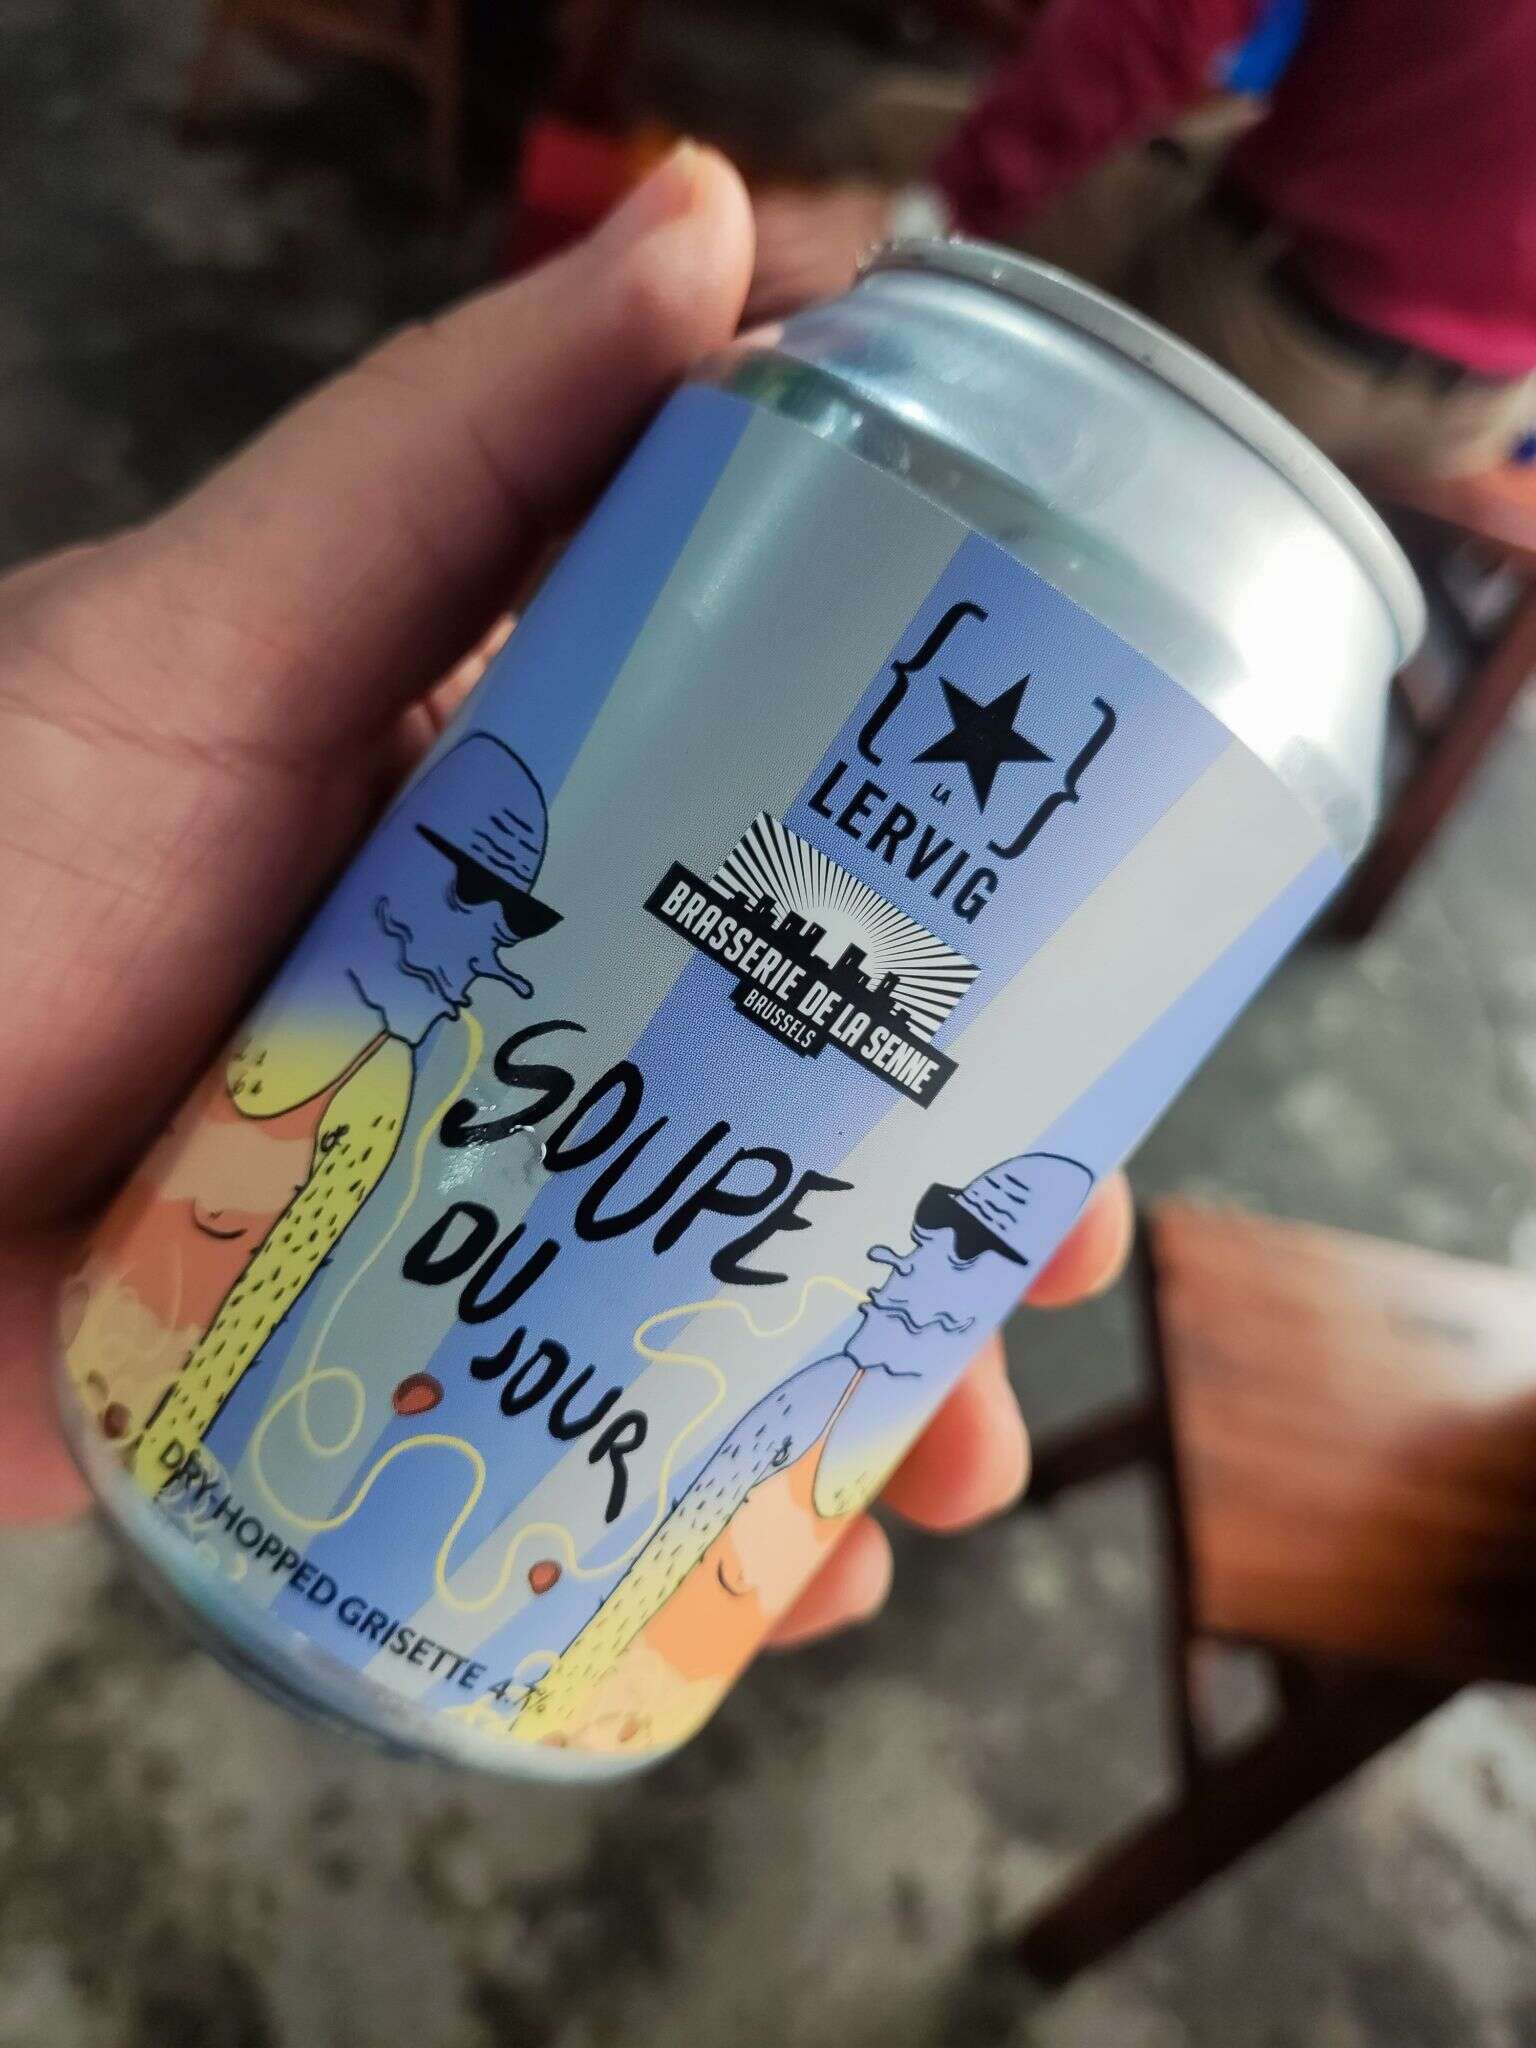 LA
LERVIG
BRASSERIE DE LA SENNE
BRUSSELS
SOUPE
DU
JOUR
DRY-HOPPED GRISETTE 4.7%